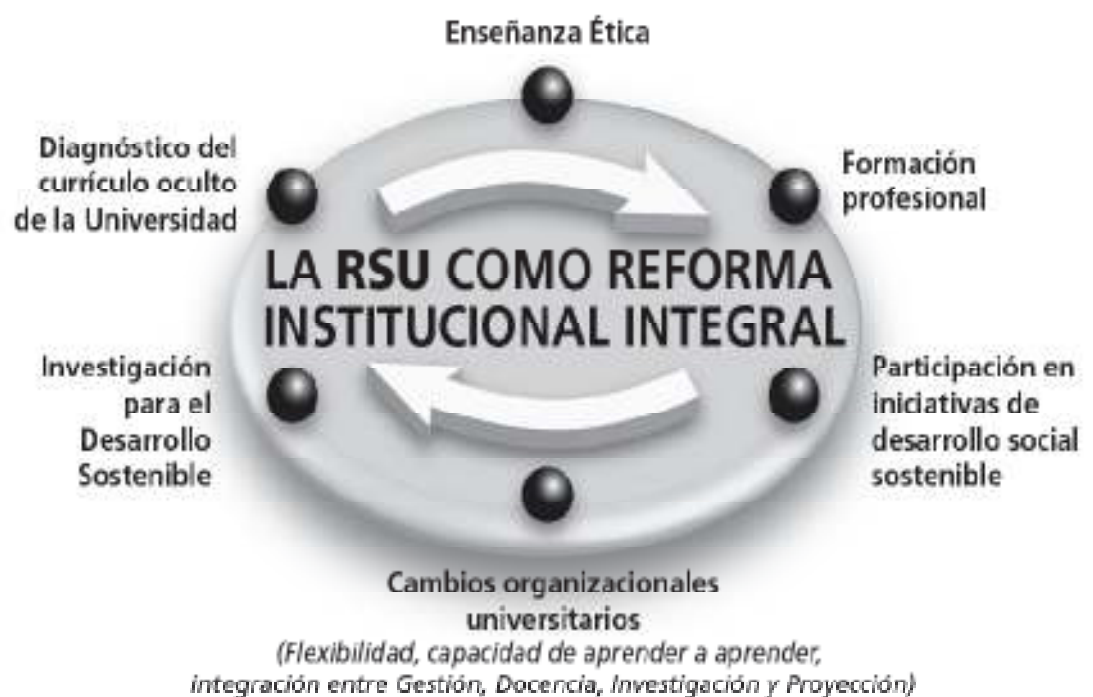 Enseñanza Ética
Diagnóstico del
currículo oculto
de la Universidad
Formación
profesional
LA RSU COMO REFORMA
INSTITUCIONAL INTEGRAL
Investigación
para el
Desarrollo
Sostenible
Participación en
iniciativas de
desarrollo social
sostenible
Cambios organizacionales
universitarios
(Flexibilidad, capacidad de aprender a aprender,
integración entre Gestión, Docencia, Investigación y Proyección)